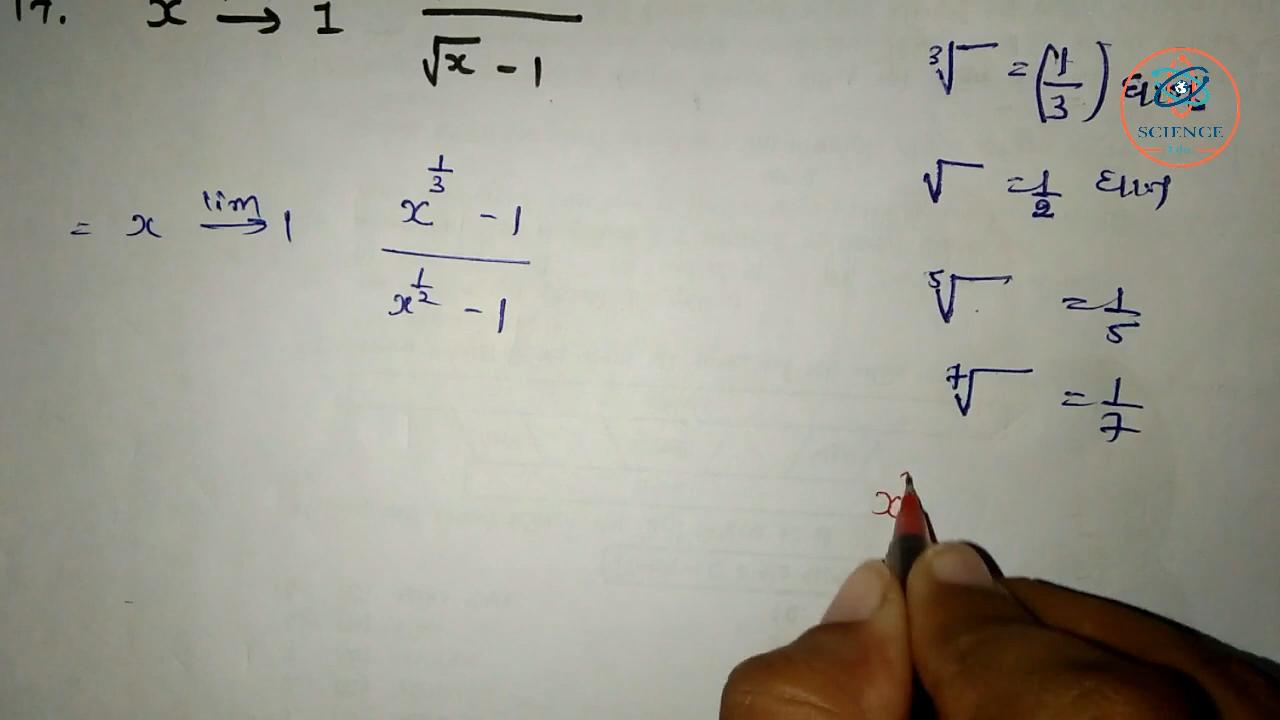 17. x → 1 ───
√x - 1
= x lim→ 1 x^(1/3) - 1
x^(1/2) - 1
∛ = (1/3) ઘાત
√ = 1/2 ઘાત
⁵√ = 1/5
⁷√ = 1/7
x
SCIENCE